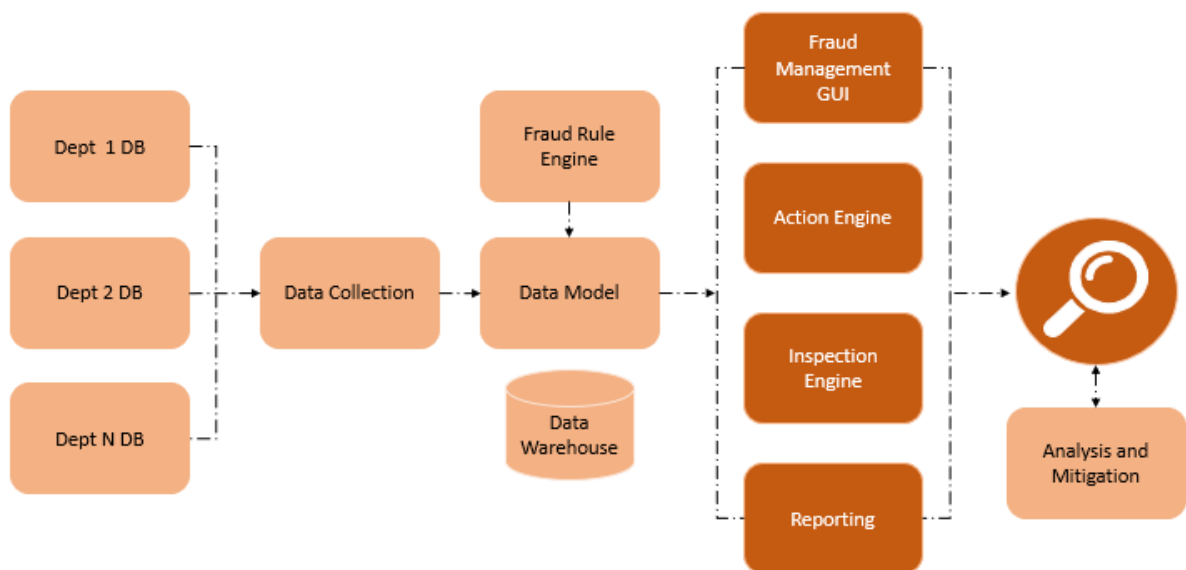 Dept 1 DB
Dept 2 DB
Dept N DB
Data Collection
Fraud Rule
Engine
Data Model
Data
Warehouse
Fraud
Management
GUI
Action Engine
Inspection
Engine
Reporting
Analysis and
Mitigation